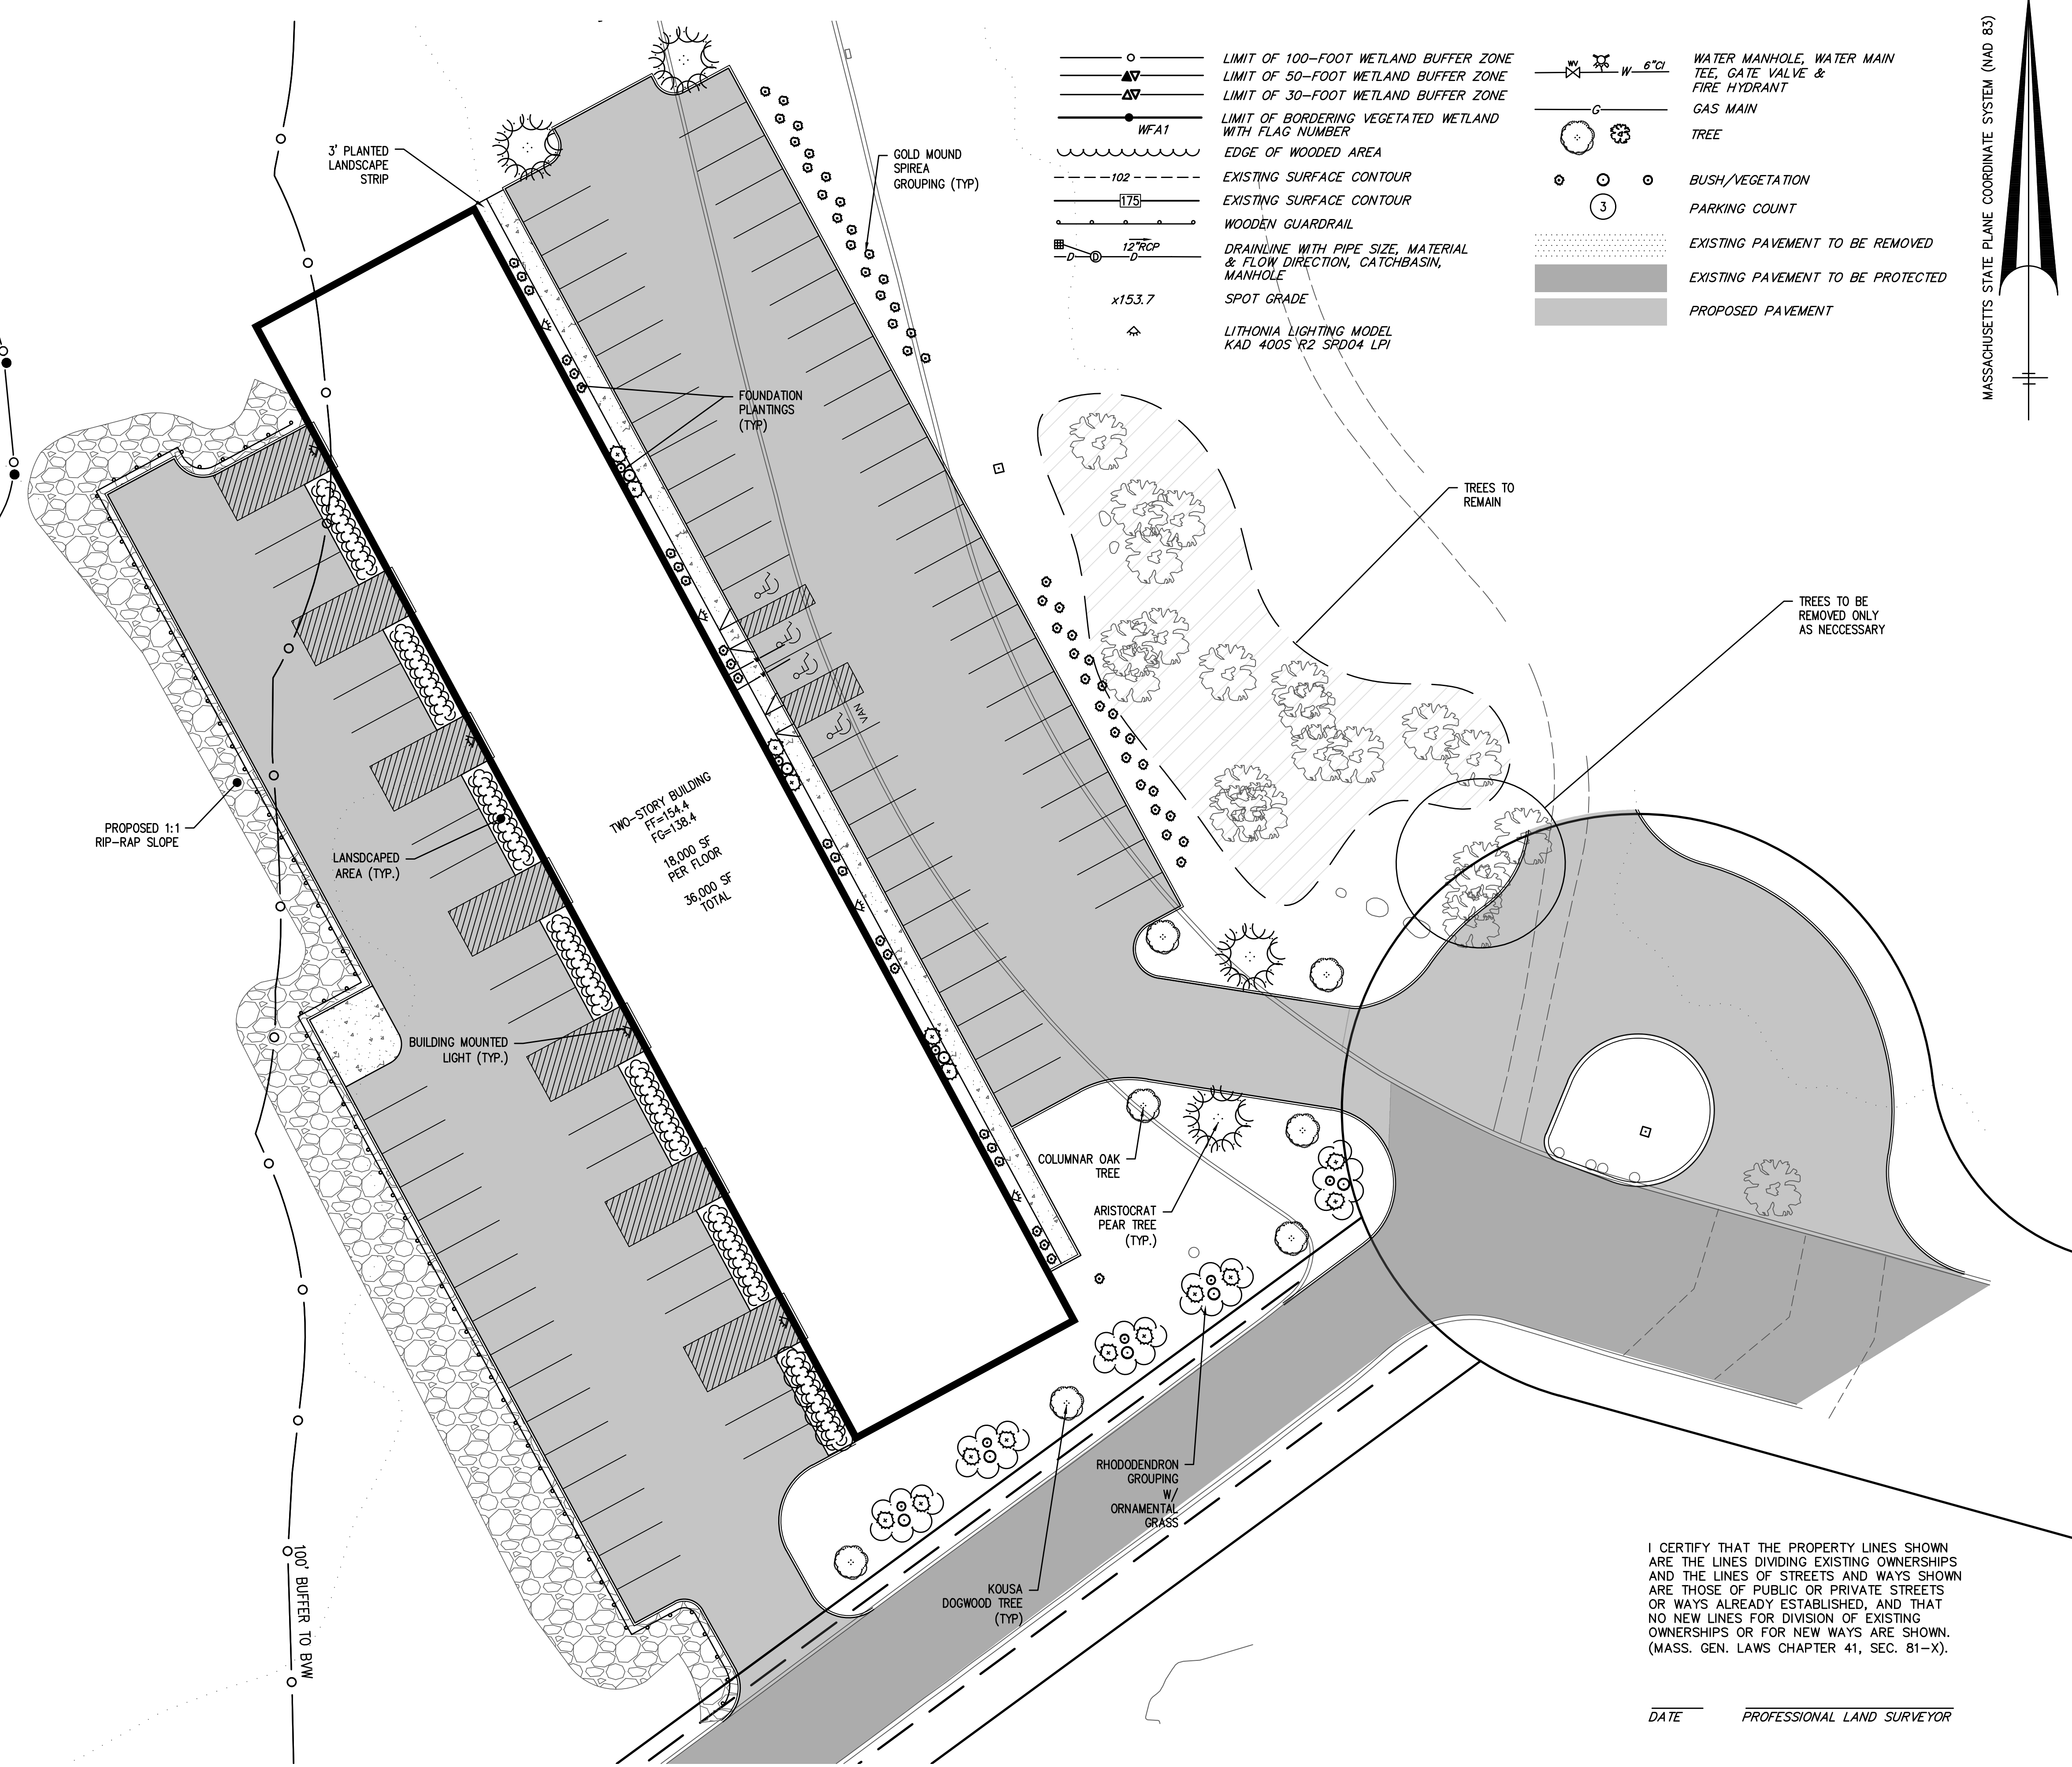 LIMIT OF 100-FOOT WETLAND BUFFER ZONE
LIMIT OF 50-FOOT WETLAND BUFFER ZONE
LIMIT OF 30-FOOT WETLAND BUFFER ZONE
LIMIT OF BORDERING VEGETATED WETLAND
WITH FLAG NUMBER
WFA1
EDGE OF WOODED AREA
102
EXISTING SURFACE CONTOUR
175
EXISTING SURFACE CONTOUR
WOODEN GUARDRAIL
12"RCP
D
D
D
DRAINLINE WITH PIPE SIZE, MATERIAL
& FLOW DIRECTION, CATCHBASIN,
MANHOLE
x153.7
SPOT GRADE
LITHONIA LIGHTING MODEL
KAD 400S R2 SPD04 LPI
WV
W
6"CI
WATER MANHOLE, WATER MAIN
TEE, GATE VALVE &
FIRE HYDRANT
G
GAS MAIN
TREE
BUSH/VEGETATION
3
PARKING COUNT
EXISTING PAVEMENT TO BE REMOVED
EXISTING PAVEMENT TO BE PROTECTED
PROPOSED PAVEMENT
MASSACHUSETTS STATE PLANE COORDINATE SYSTEM (NAD 83)
3' PLANTED
LANDSCAPE
STRIP
GOLD MOUND
SPIREA
GROUPING (TYP)
FOUNDATION
PLANTINGS
(TYP)
TREES TO
REMAIN
TREES TO BE
REMOVED ONLY
AS NECCESSARY
VAN
TWO-STORY BUILDING
FF=154.4
FG=138.4
18,000 SF
PER FLOOR
36,000 SF
TOTAL
PROPOSED 1:1
RIP-RAP SLOPE
LANSDCAPED
AREA (TYP.)
BUILDING MOUNTED
LIGHT (TYP.)
COLUMNAR OAK
TREE
ARISTOCRAT
PEAR TREE
(TYP.)
RHODODENDRON
GROUPING
W/
ORNAMENTAL
GRASS
KOUSA
DOGWOOD TREE
(TYP)
100' BUFFER TO BVW
I CERTIFY THAT THE PROPERTY LINES SHOWN
ARE THE LINES DIVIDING EXISTING OWNERSHIPS
AND THE LINES OF STREETS AND WAYS SHOWN
ARE THOSE OF PUBLIC OR PRIVATE STREETS
OR WAYS ALREADY ESTABLISHED, AND THAT
NO NEW LINES FOR DIVISION OF EXISTING
OWNERSHIPS OR FOR NEW WAYS ARE SHOWN.
(MASS. GEN. LAWS CHAPTER 41, SEC. 81-X).
DATE
PROFESSIONAL LAND SURVEYOR